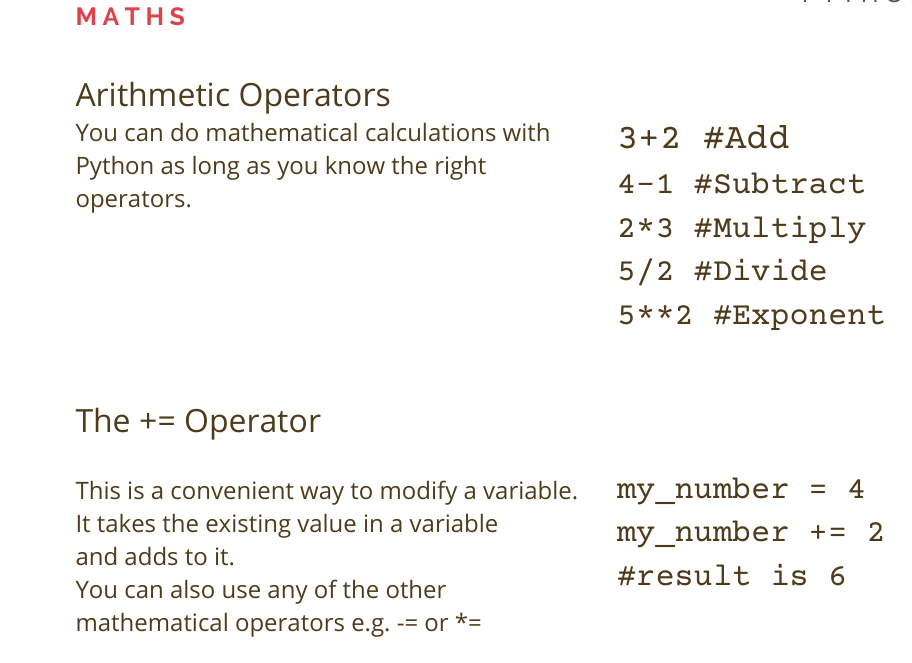 MATHS
Arithmetic Operators
You can do mathematical calculations with
Python as long as you know the right
operators.
3+2 #Add
4-1 #Subtract
2*3 #Multiply
5/2 #Divide
5**2 #Exponent
The += Operator
This is a convenient way to modify a variable.
It takes the existing value in a variable
and adds to it.
You can also use any of the other
mathematical operators e.g. -= or *=
my_number = 4
my_number += 2
#result is 6